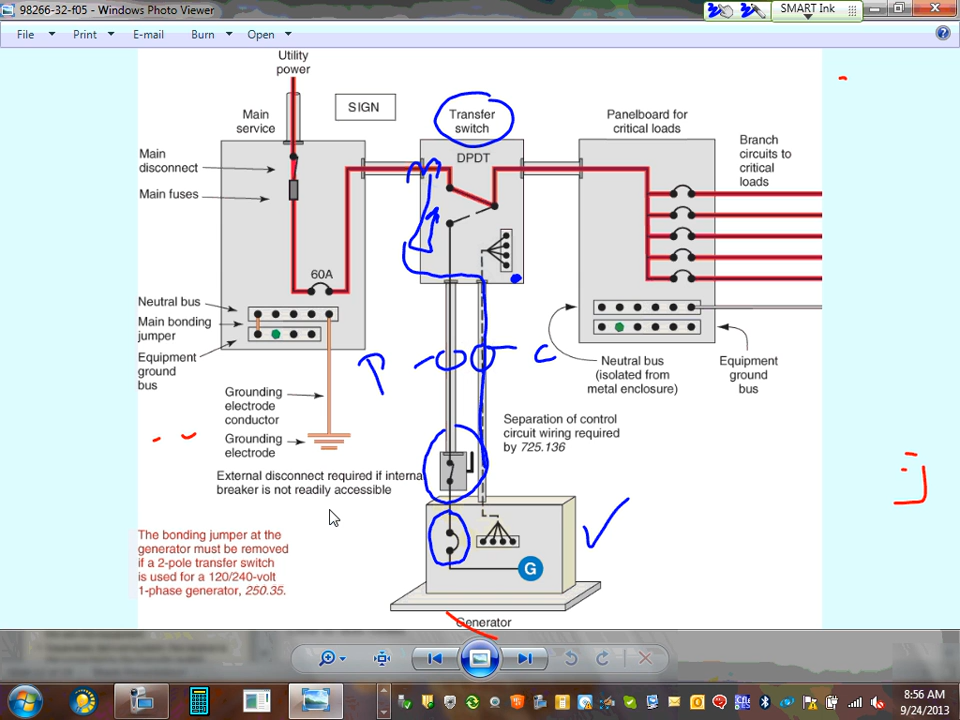 98266-32-f05 - Windows Photo Viewer
SMART Ink
File Print E-mail Burn Open
Utility
power
SIGN
Main
service
Transfer
switch
Panelboard for
critical loads
DPDT
Branch
circuits to
critical
loads
Main
disconnect
Main fuses
60A
Neutral bus
Main bonding
jumper
Equipment
ground
bus
P
C
Neutral bus
(isolated from
metal enclosure)
Equipment
ground
bus
Grounding
electrode
conductor
Grounding
electrode
Separation of control
circuit wiring required
by 725.136
External disconnect required if interna
breaker is not readily accessible
The bonding jumper at the
generator must be removed
if a 2-pole transfer switch
is used for a 120/240-volt
1-phase generator, 250.35.
G
Generator
8:56 AM
9/24/2013